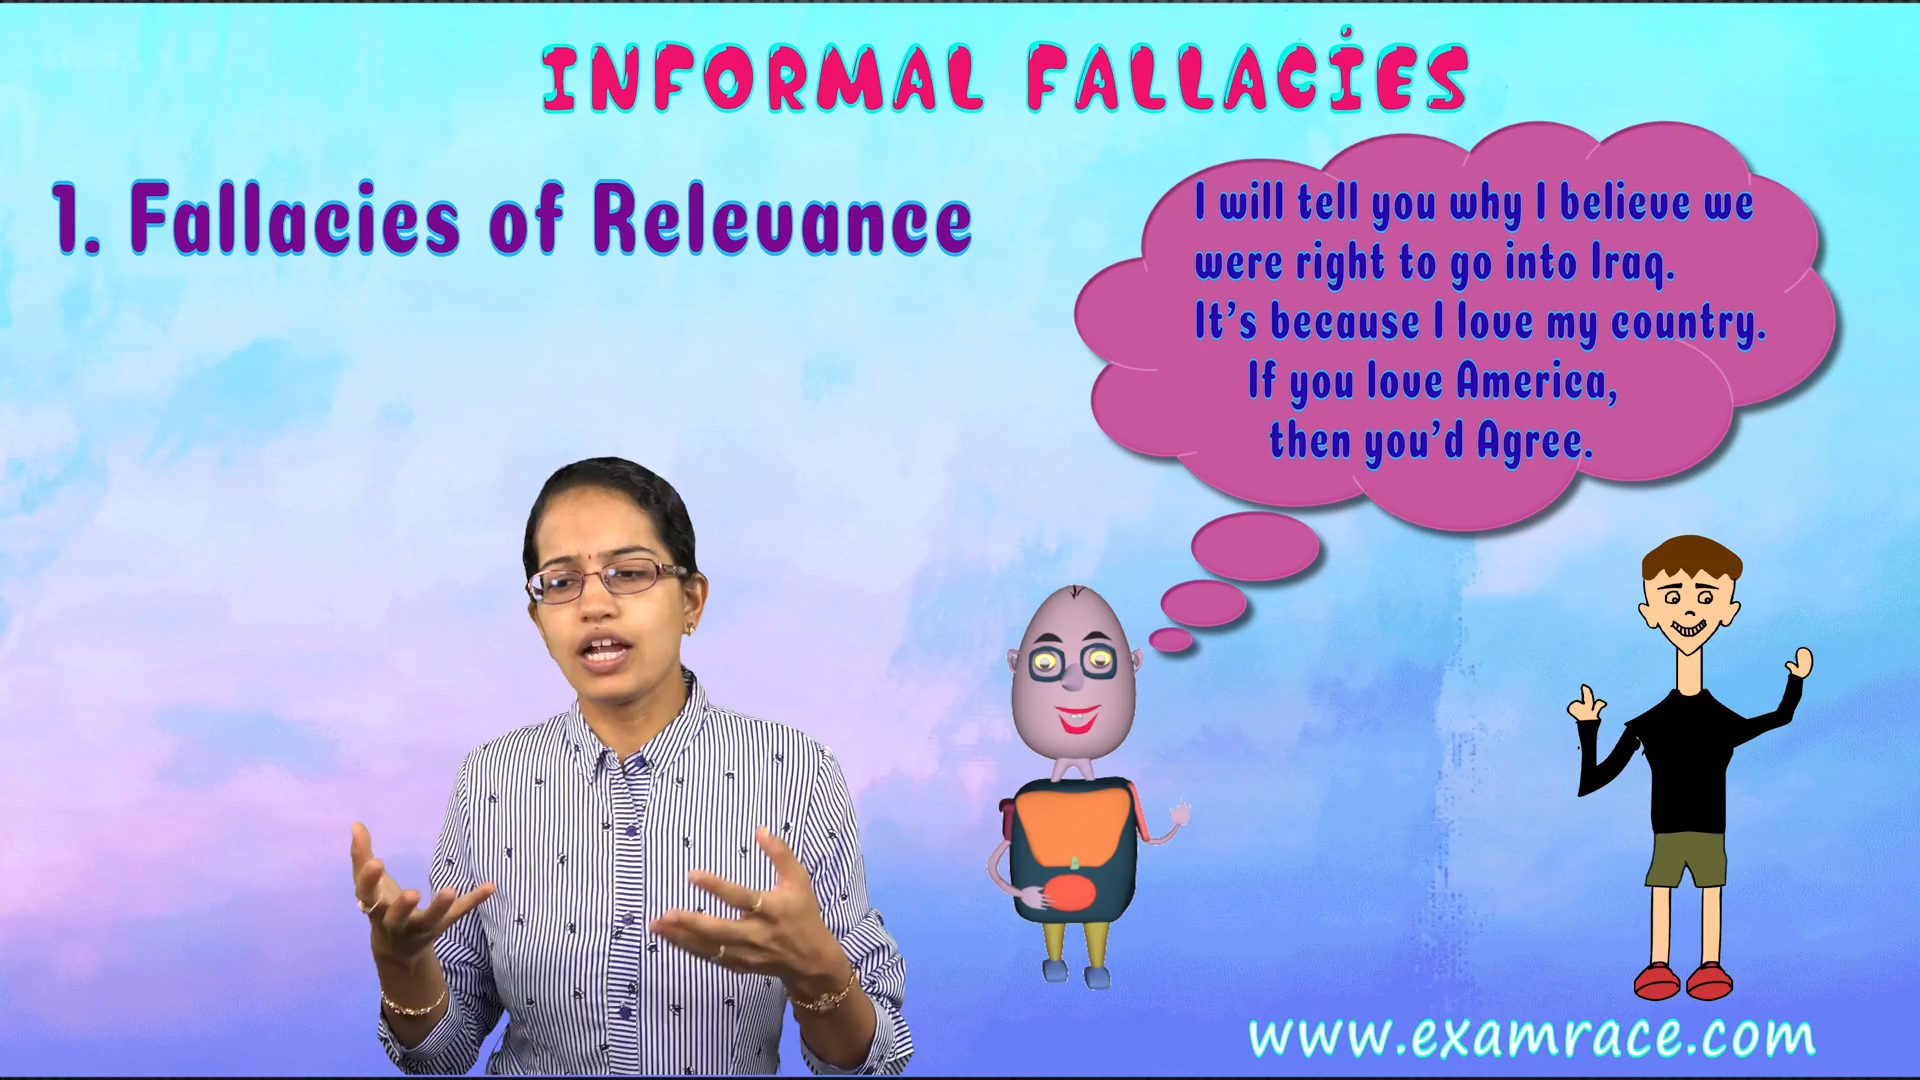 INFORMAL FALLACIES
1. Fallacies of Relevance
I will tell you why I believe we
were right to go into Iraq.
It's because I love my country.
If you love America,
then you'd Agree.
www.examrace.com